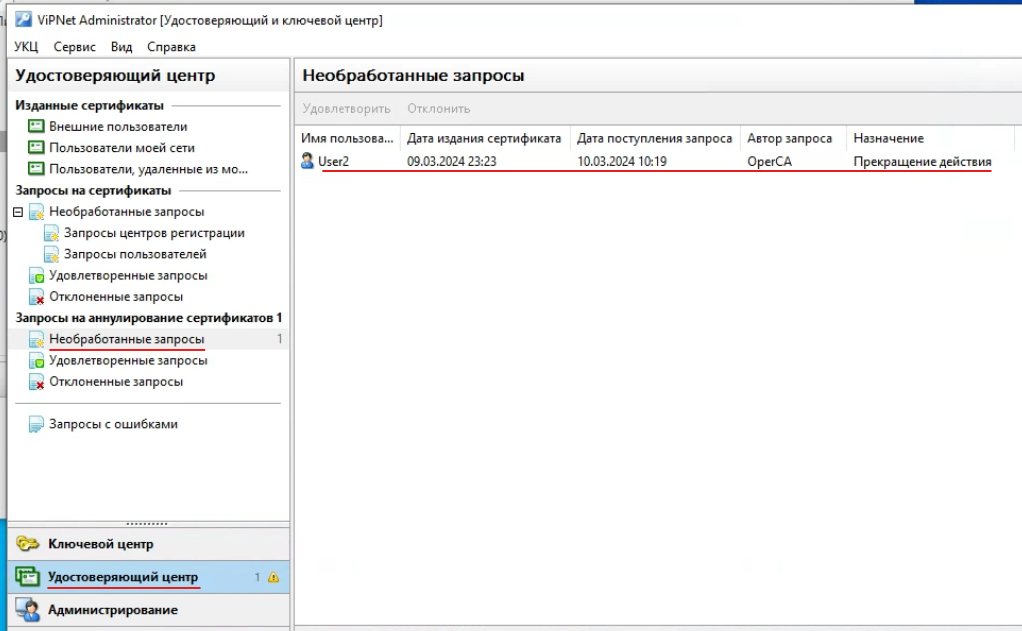 ViPNet Administrator [Удостоверяющий и ключевой центр]
УКЦ Сервис Вид Справка
Удостоверяющий центр
Изданные сертификаты
Внешние пользователи
Пользователи моей сети
Пользователи, удаленные из мо...
Запросы на сертификаты
Необработанные запросы
Запросы центров регистрации
Запросы пользователей
Удовлетворенные запросы
Отклоненные запросы
Запросы на аннулирование сертификатов 1
Необработанные запросы 1
Удовлетворенные запросы
Отклоненные запросы
Запросы с ошибками
Ключевой центр
Удостоверяющий центр 1
Администрирование
Необработанные запросы
Удовлетворить Отклонить
Имя пользова... Дата издания сертификата Дата поступления запроса Автор запроса Назначение
User2 09.03.2024 23:23 10.03.2024 10:19 OperCA Прекращение действия